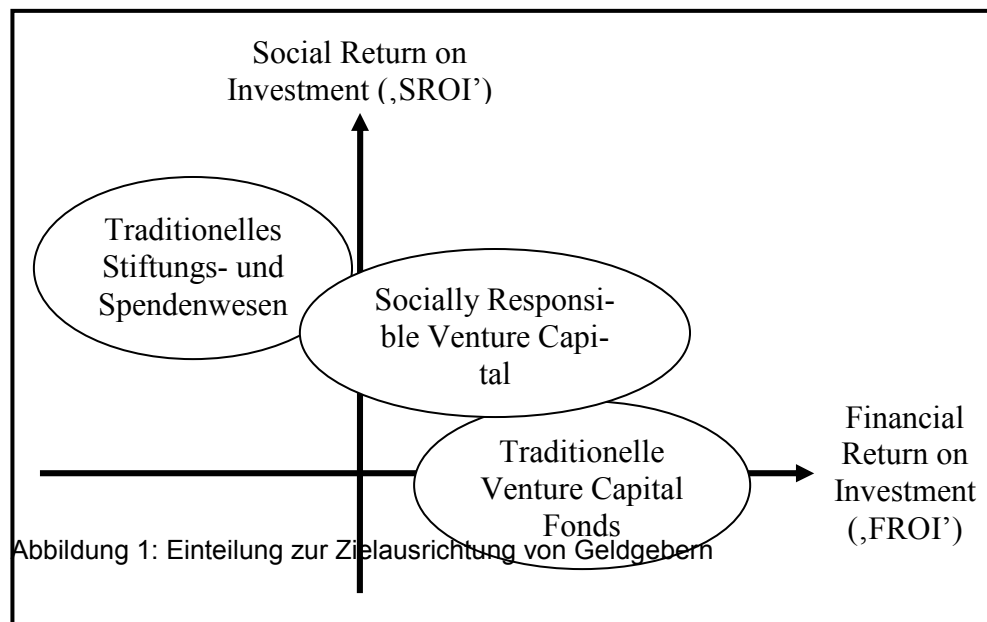 Social Return on
Investment (‚SROI’)
Traditionelles
Stiftungs- und
Spendenwesen
Socially Responsi-
ble Venture Capi-
tal
Traditionelle
Venture Capital
Fonds
Financial
Return on
Investment
(‚FROI’)
Abbildung 1: Einteilung zur Zielausrichtung von Geldgebern